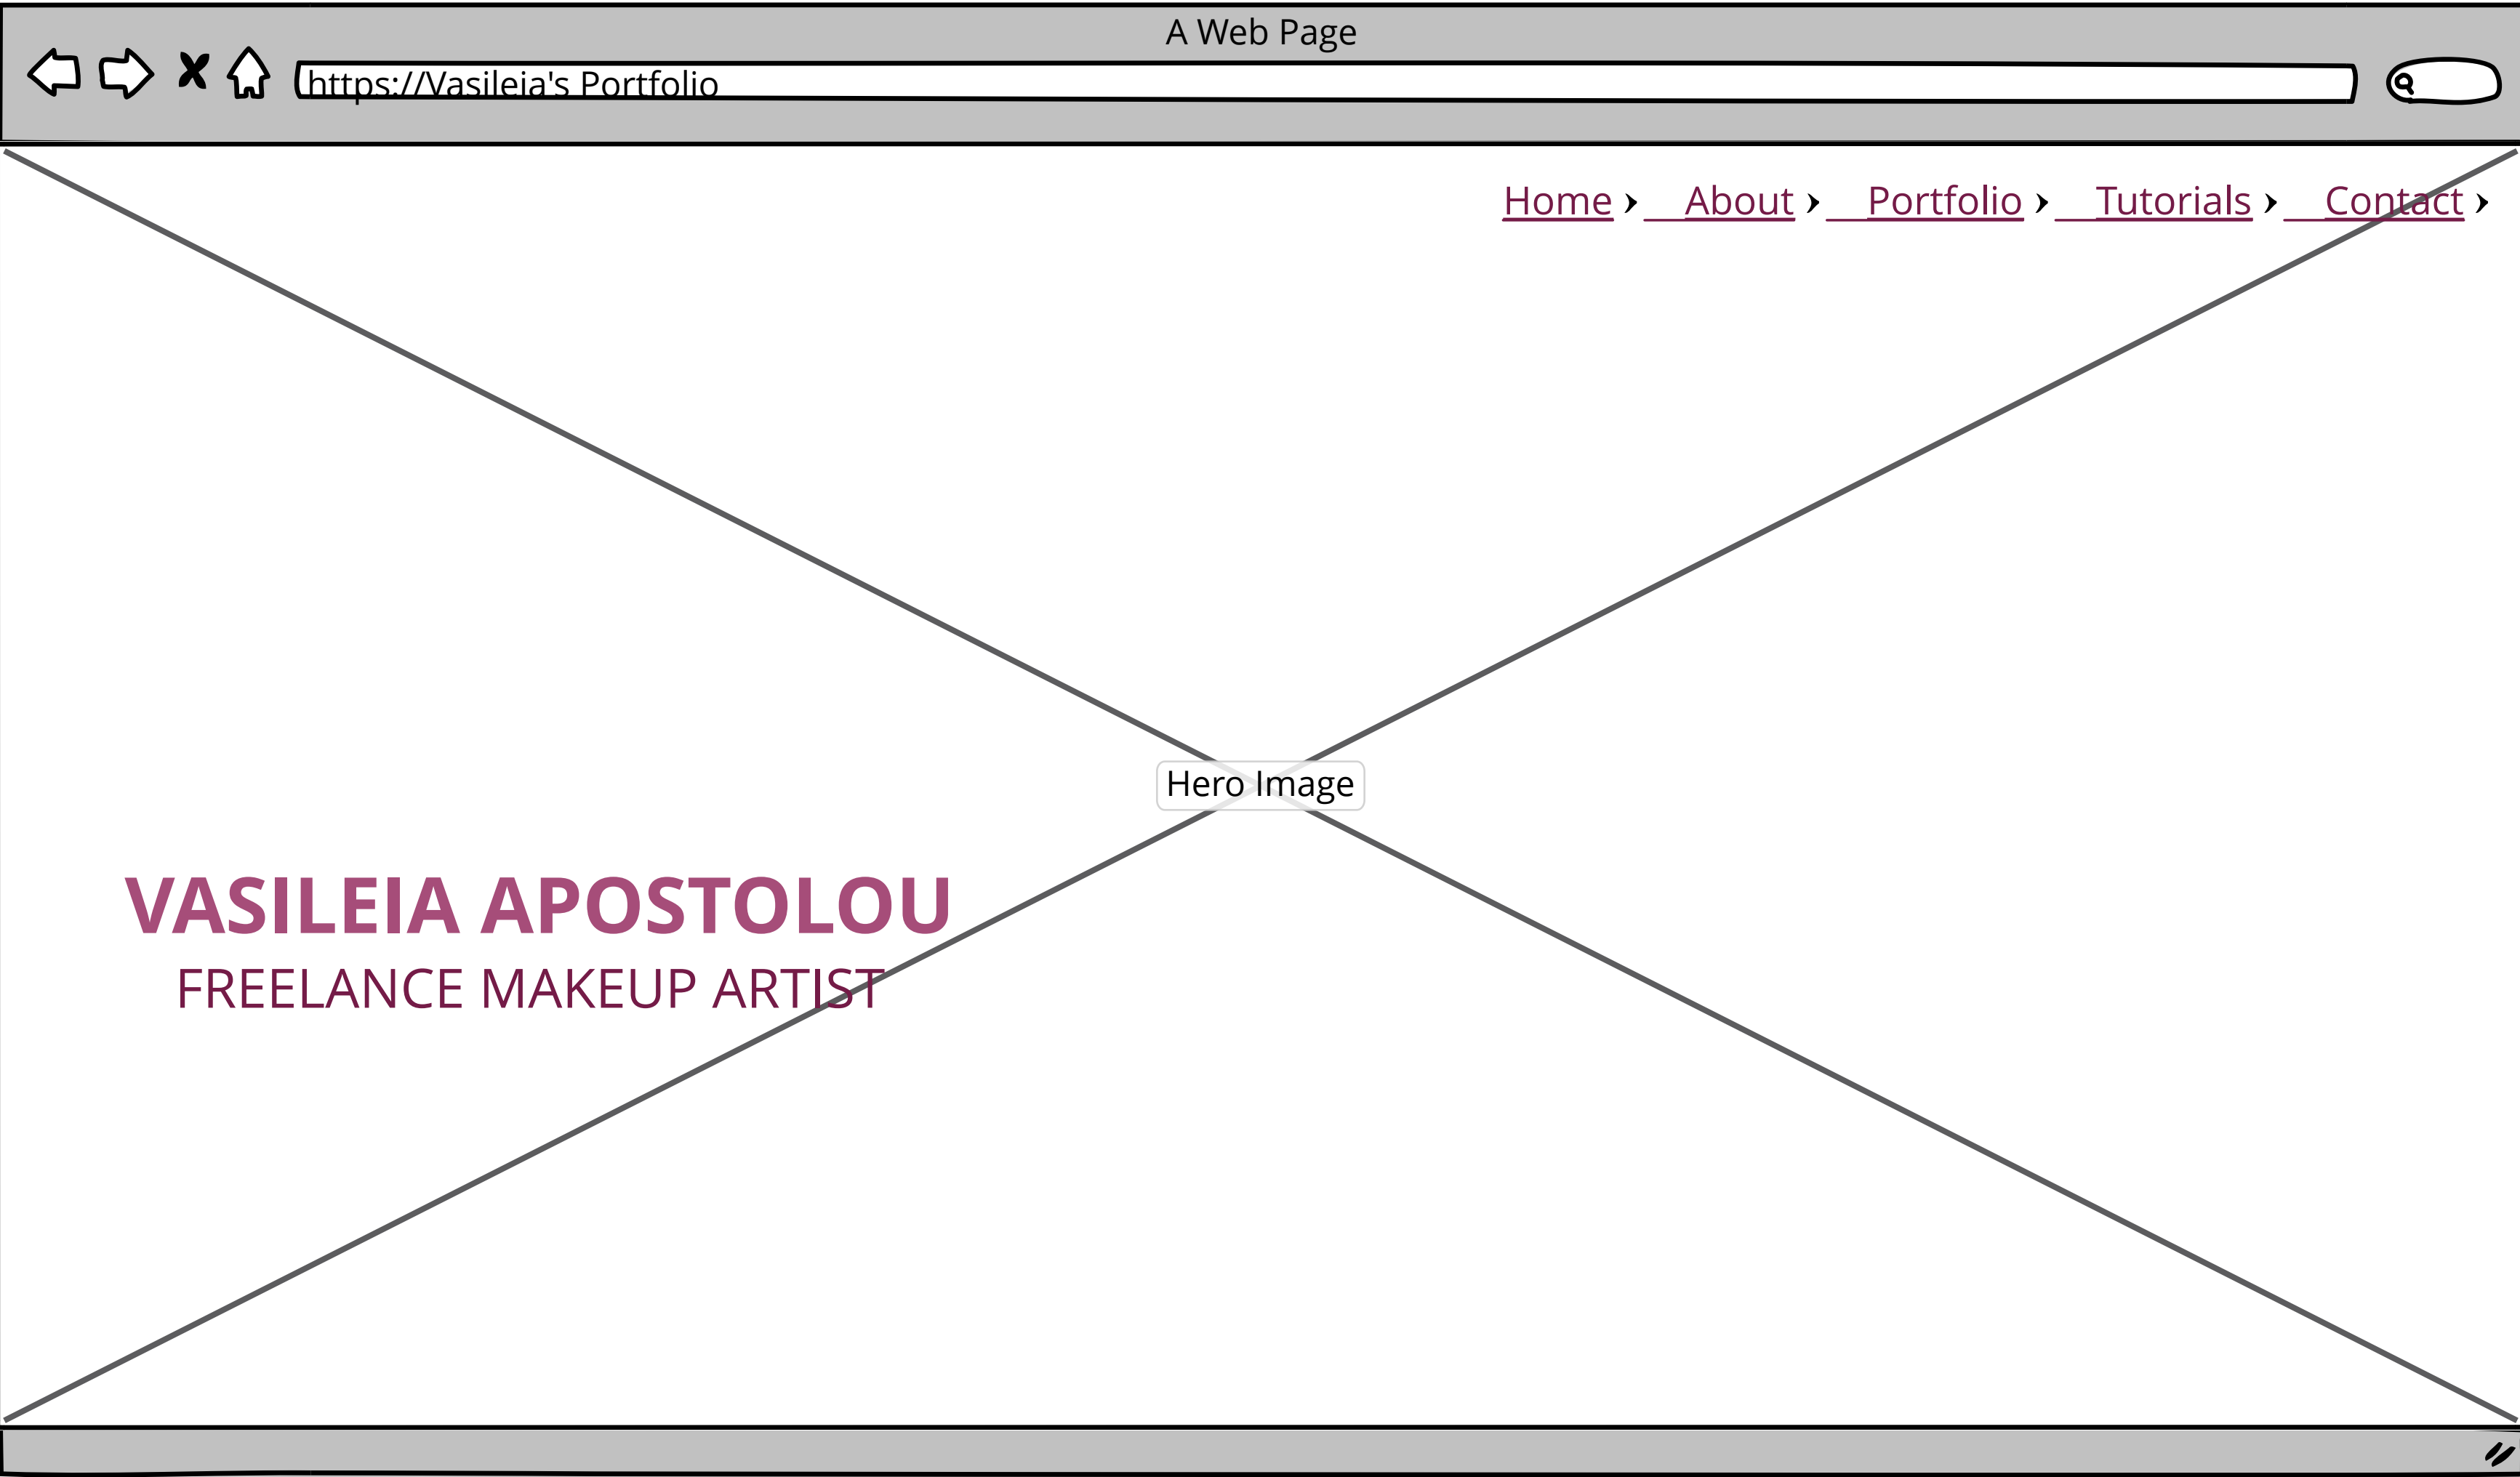 A Web Page
https://Vasileia's Portfolio
Home › About › Portfolio › Tutorials › Contact ›
Hero Image
VASILEIA APOSTOLOU
FREELANCE MAKEUP ARTIST